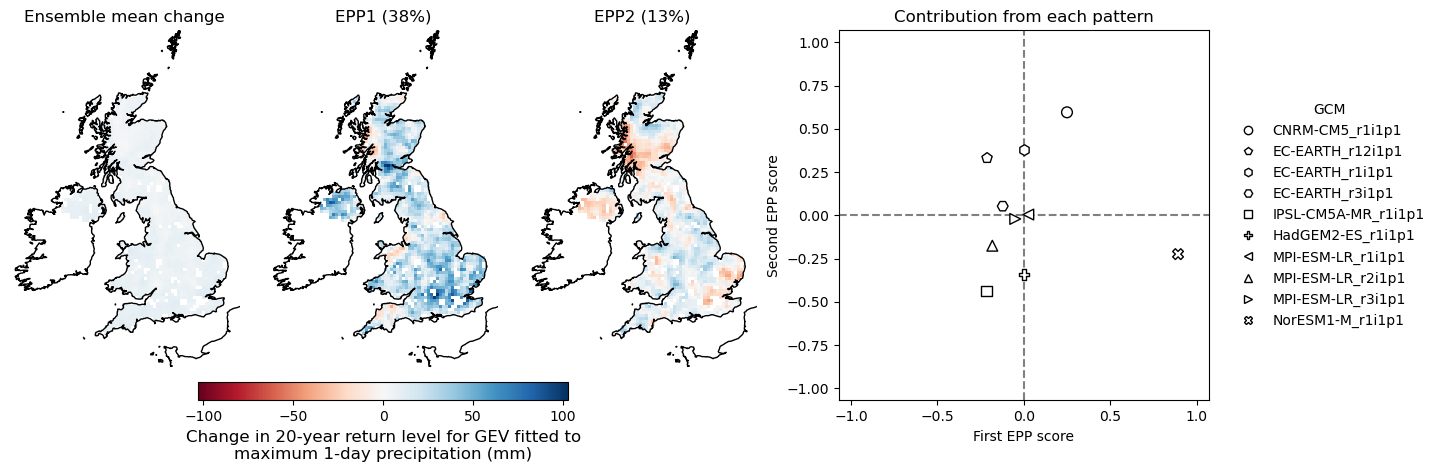 Ensemble mean change
EPP1 (38%)
EPP2 (13%)
−100 −50 0 50 100
Change in 20-year return level for GEV fitted to
maximum 1-day precipitation (mm)
Contribution from each pattern
Second EPP score
1.00
0.75
0.50
0.25
0.00
−0.25
−0.50
−0.75
−1.00
−1.0 −0.5 0.0 0.5 1.0
First EPP score
GCM
CNRM-CM5_r1i1p1
EC-EARTH_r12i1p1
EC-EARTH_r1i1p1
EC-EARTH_r3i1p1
IPSL-CM5A-MR_r1i1p1
HadGEM2-ES_r1i1p1
MPI-ESM-LR_r1i1p1
MPI-ESM-LR_r2i1p1
MPI-ESM-LR_r3i1p1
NorESM1-M_r1i1p1